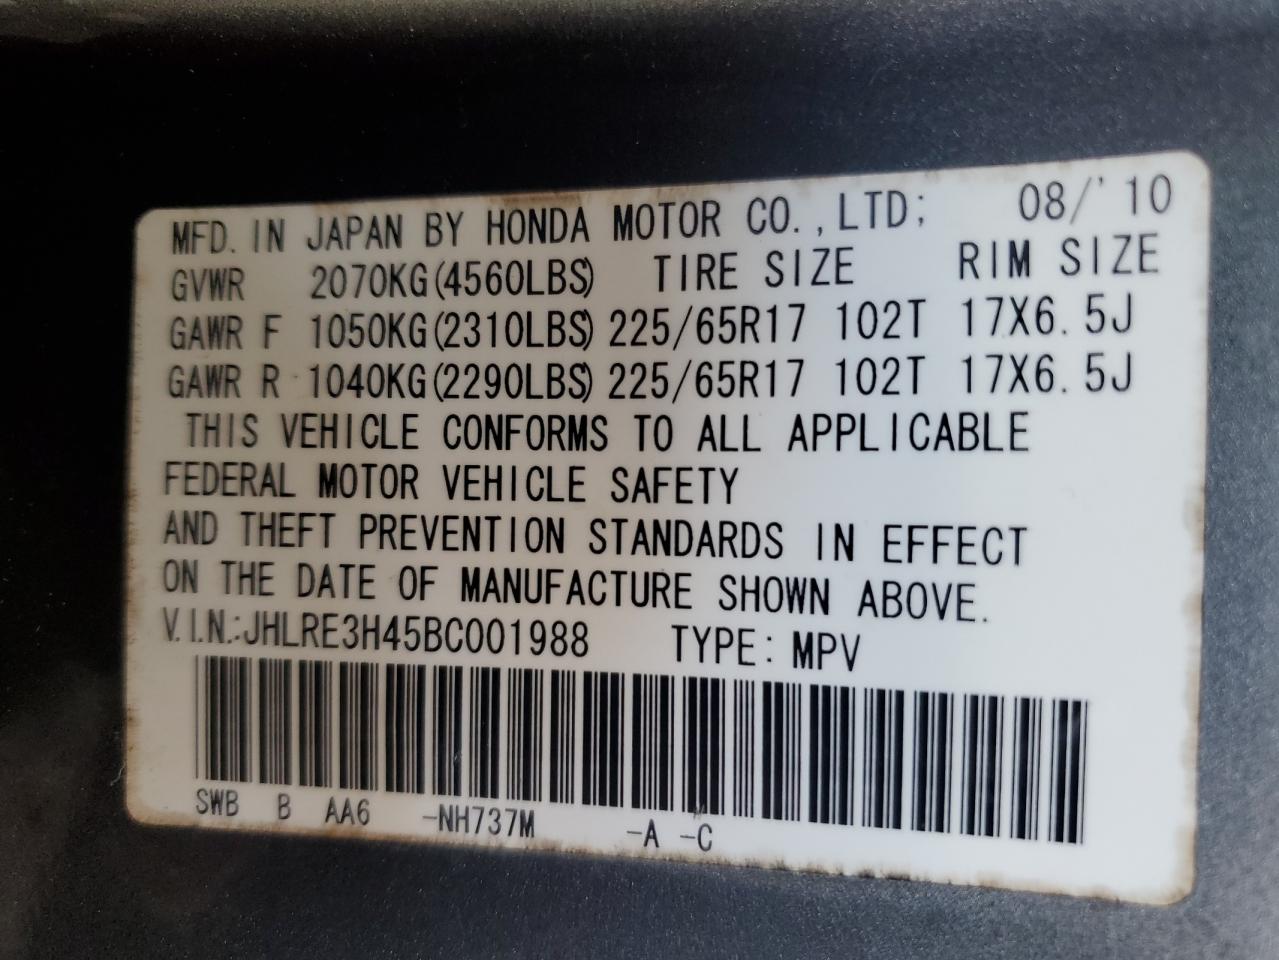 MFD. IN JAPAN BY HONDA MOTOR CO.,LTD; 08/'10
GVWR 2070KG(4560LBS) TIRE SIZE RIM SIZE
GAWR F 1050KG(2310LBS) 225/65R17 102T 17X6.5J
GAWR R 1040KG(2290LBS) 225/65R17 102T 17X6.5J
THIS VEHICLE CONFORMS TO ALL APPLICABLE
FEDERAL MOTOR VEHICLE SAFETY
AND THEFT PREVENTION STANDARDS IN EFFECT
ON THE DATE OF MANUFACTURE SHOWN ABOVE.
V.I.N.:JHLRE3H45BC001988 TYPE: MPV
SWB B AA6 -NH737M -A -C